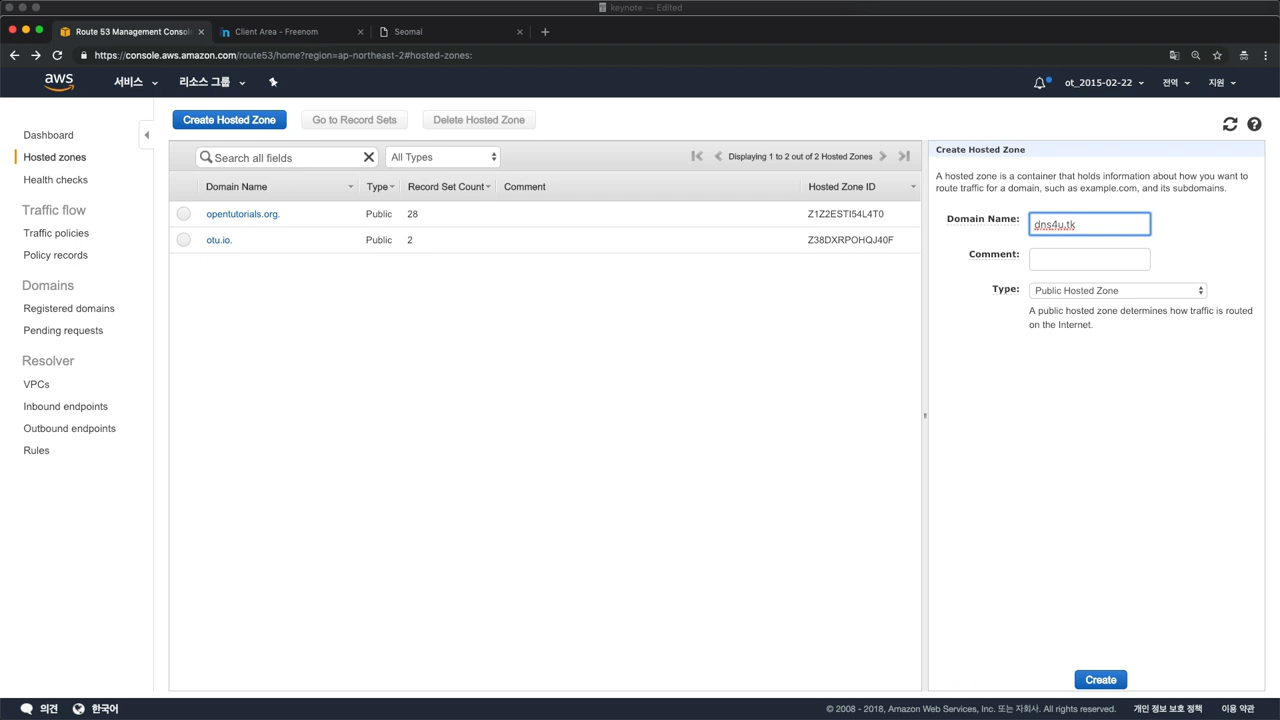 keynote — Edited
Route 53 Management Consol
Client Area - Freenom
Seomal
https://console.aws.amazon.com/route53/home?region=ap-northeast-2#hosted-zones:
aws
서비스
리소스 그룹
ot_2015-02-22
전역
지원
Dashboard
Hosted zones
Health checks
Traffic flow
Traffic policies
Policy records
Domains
Registered domains
Pending requests
Resolver
VPCs
Inbound endpoints
Outbound endpoints
Rules
Create Hosted Zone
Go to Record Sets
Delete Hosted Zone
Search all fields
All Types
Displaying 1 to 2 out of 2 Hosted Zones
Domain Name
Type
Record Set Count
Comment
Hosted Zone ID
opentutorials.org.
Public
28
Z1Z2ESTI54L4T0
otu.io.
Public
2
Z38DXRPOHQJ40F
Create Hosted Zone
A hosted zone is a container that holds information about how you want to
route traffic for a domain, such as example.com, and its subdomains.
Domain Name:
dns4u.tk
Comment:
Type:
Public Hosted Zone
A public hosted zone determines how traffic is routed
on the Internet.
Create
의견
한국어
© 2008 - 2018, Amazon Web Services, Inc. 또는 자회사. All rights reserved.
개인 정보 보호 정책
이용 약관